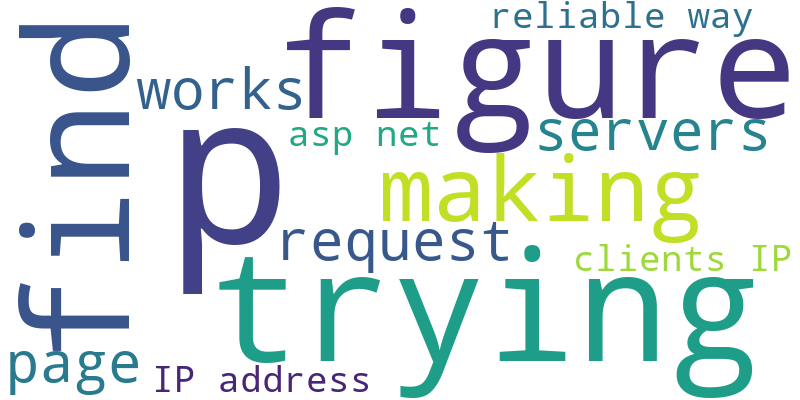 reliable way
figure
find
works
p
asp net
servers
making
request
clients IP
trying
page
IP address